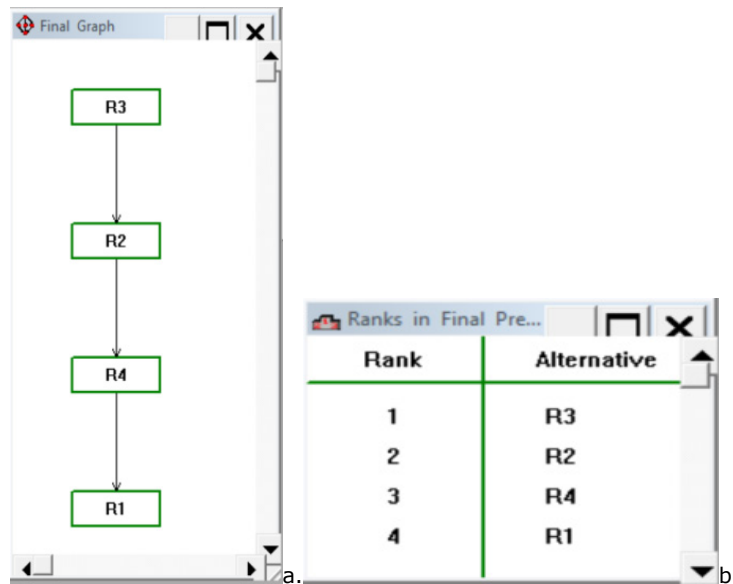 Final Graph
R3
R2
R4
R1
a.
Ranks in Final Pre...
Rank Alternative
1 R3
2 R2
3 R4
4 R1
b